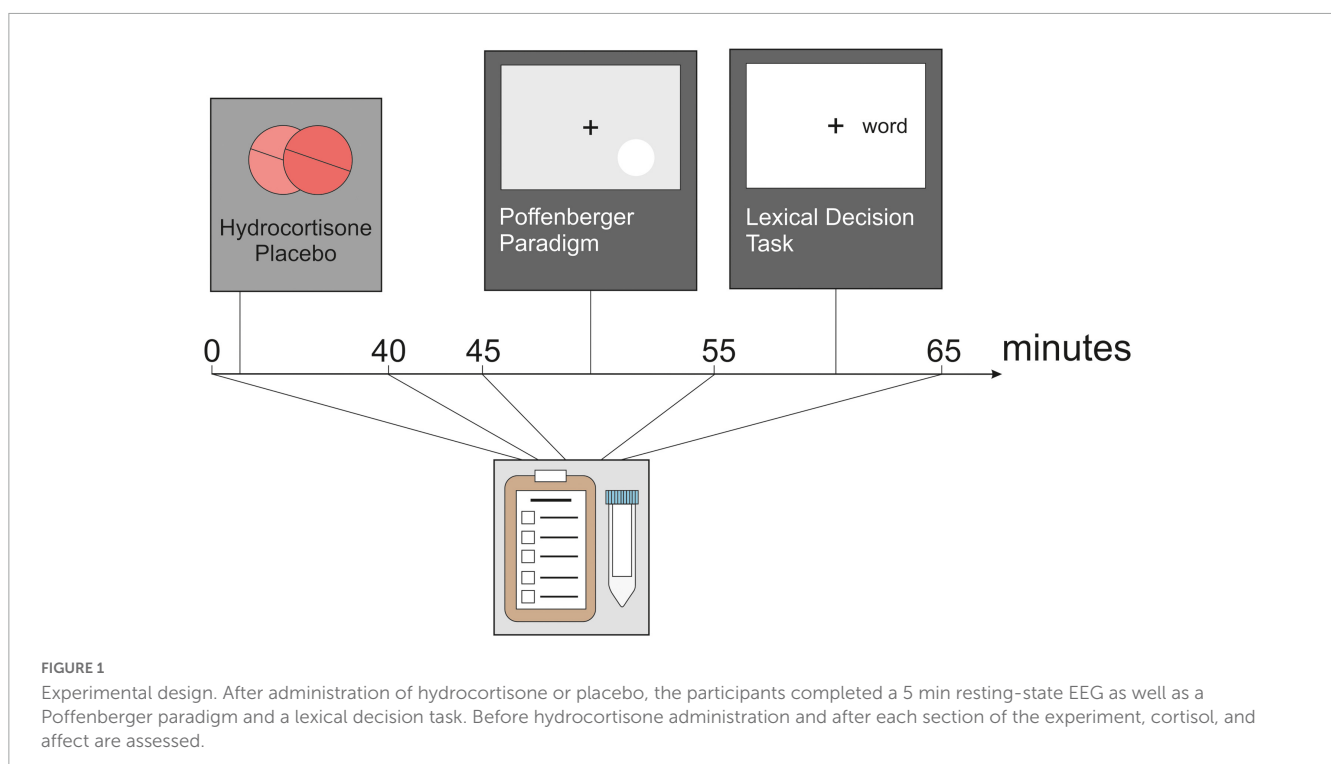 Hydrocortisone
Placebo
+
Poffenberger
Paradigm
+ word
Lexical Decision
Task
0 40 45 55 65 minutes
FIGURE 1
Experimental design. After administration of hydrocortisone or placebo, the participants completed a 5 min resting-state EEG as well as a
Poffenberger paradigm and a lexical decision task. Before hydrocortisone administration and after each section of the experiment, cortisol, and
affect are assessed.